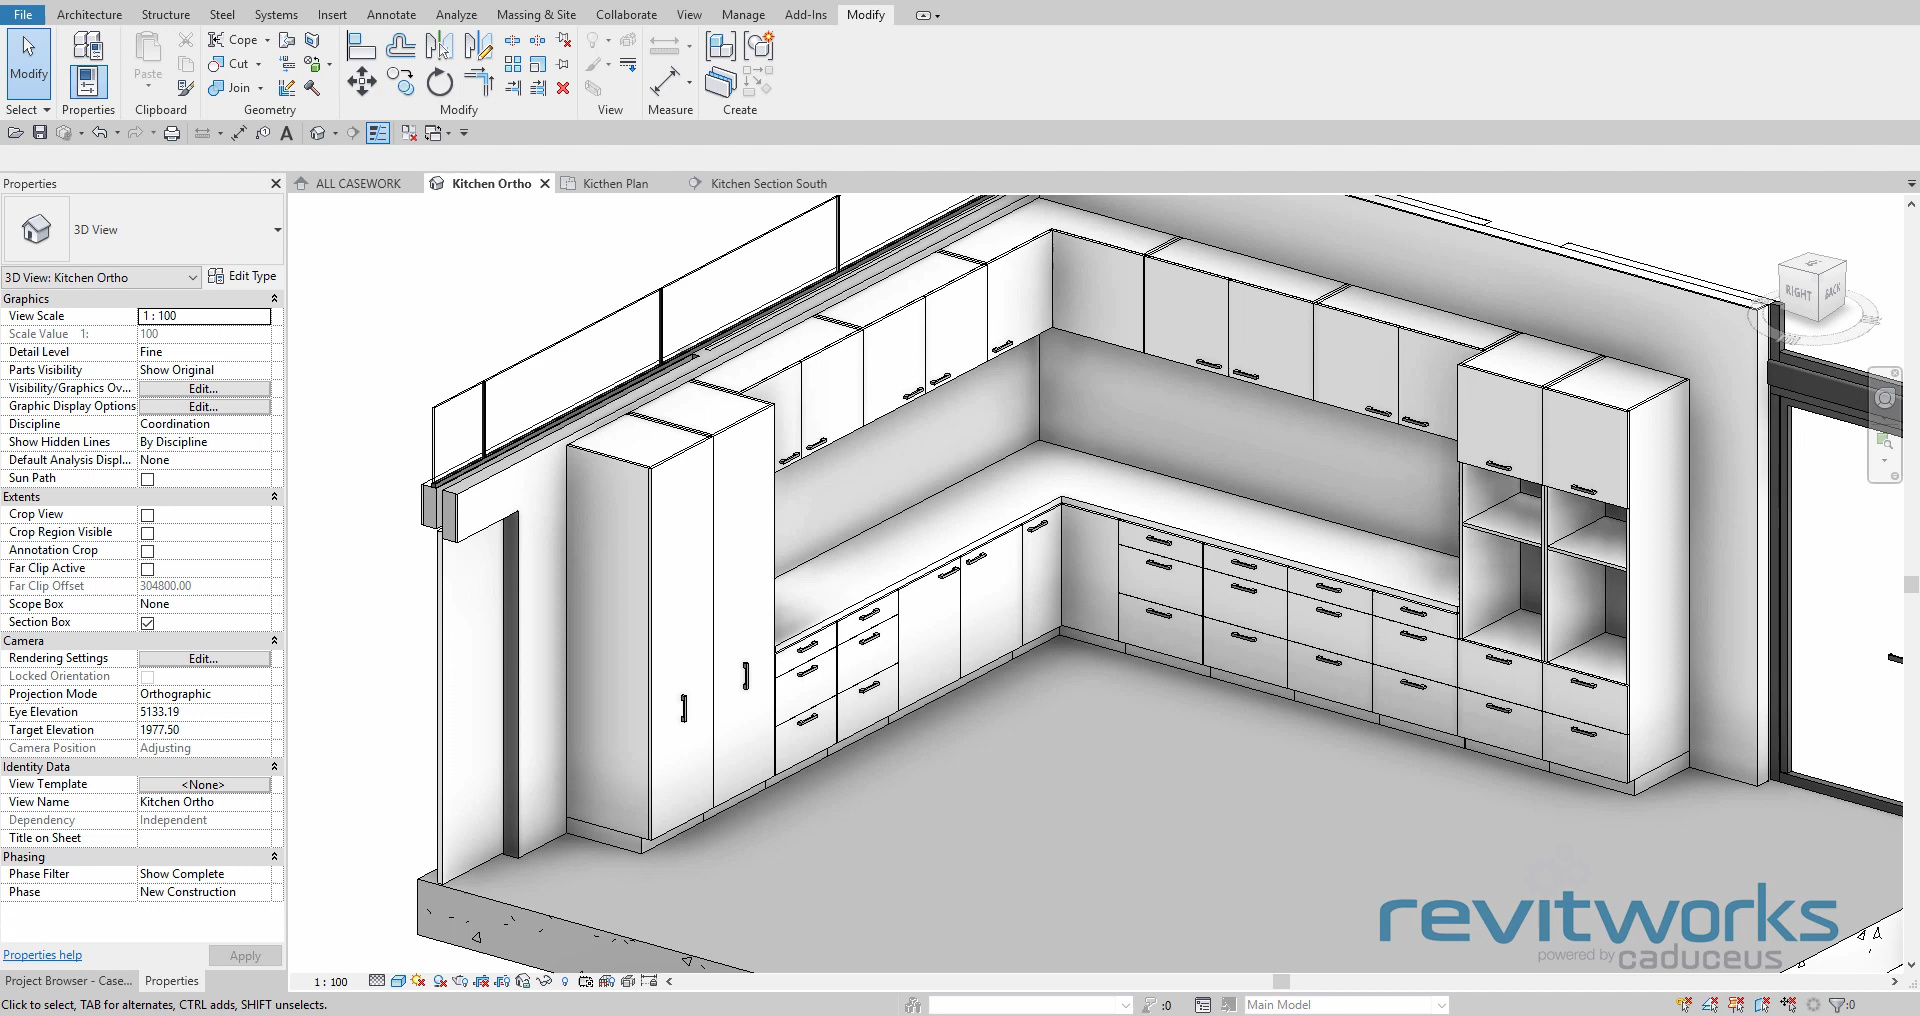 File Architecture Structure Steel Systems Insert Annotate Analyze Massing & Site Collaborate View Manage Add-Ins Modify
Cope
Modify Paste Cut
Join
Select Properties Clipboard Geometry Modify View Measure Create
Properties ALL CASEWORK Kitchen Ortho Kicthen Plan Kitchen Section South
3D View
3D View: Kitchen Ortho Edit Type
Graphics
View Scale 1 : 100
Scale Value 1: 100
Detail Level Fine
Parts Visibility Show Original
Visibility/Graphics Ov... Edit...
Graphic Display Options Edit...
Discipline Coordination
Show Hidden Lines By Discipline
Default Analysis Displ... None
Sun Path
Extents
Crop View
Crop Region Visible
Annotation Crop
Far Clip Active
Far Clip Offset 304800.00
Scope Box None
Section Box
Camera
Rendering Settings Edit...
Locked Orientation
Projection Mode Orthographic
Eye Elevation 5133.19
Target Elevation 1977.50
Camera Position Adjusting
Identity Data
View Template <None>
View Name Kitchen Ortho
Dependency Independent
Title on Sheet
Phasing
Phase Filter Show Complete
Phase New Construction
Properties help Apply
Project Browser - Case... Properties
RIGHT BACK
revitworks
powered by caduceus
1 : 100
Click to select, TAB for alternates, CTRL adds, SHIFT unselects. :0 Main Model :0